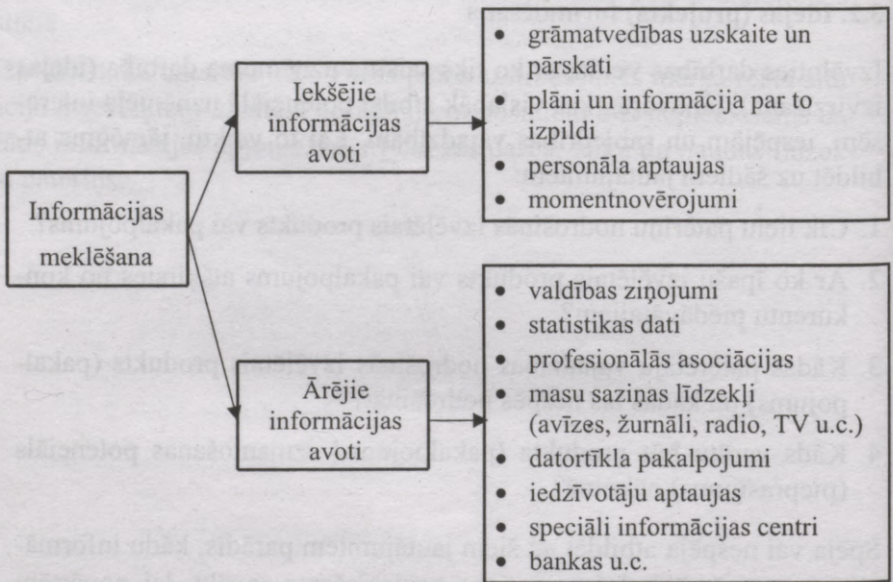 Informācijas
meklēšana
Iekšējie
informācijas
avoti
• grāmatvedības uzskaite un
pārskati
• plāni un informācija par to
izpildi
• personāla aptaujes
• momentnovērojumi
Ārējie
informācijas
avoti
• valdības ziņojumi
• statistikas dati
• profesionālās asociācijas
• masu saziņas līdzekļi
(avīzes, žurnāli, radio, TV u.c.)
• datortīkla pakalpojumi
• iedzīvotāju aptaujas
• speciāli informācijas centri
• bankas u.c.